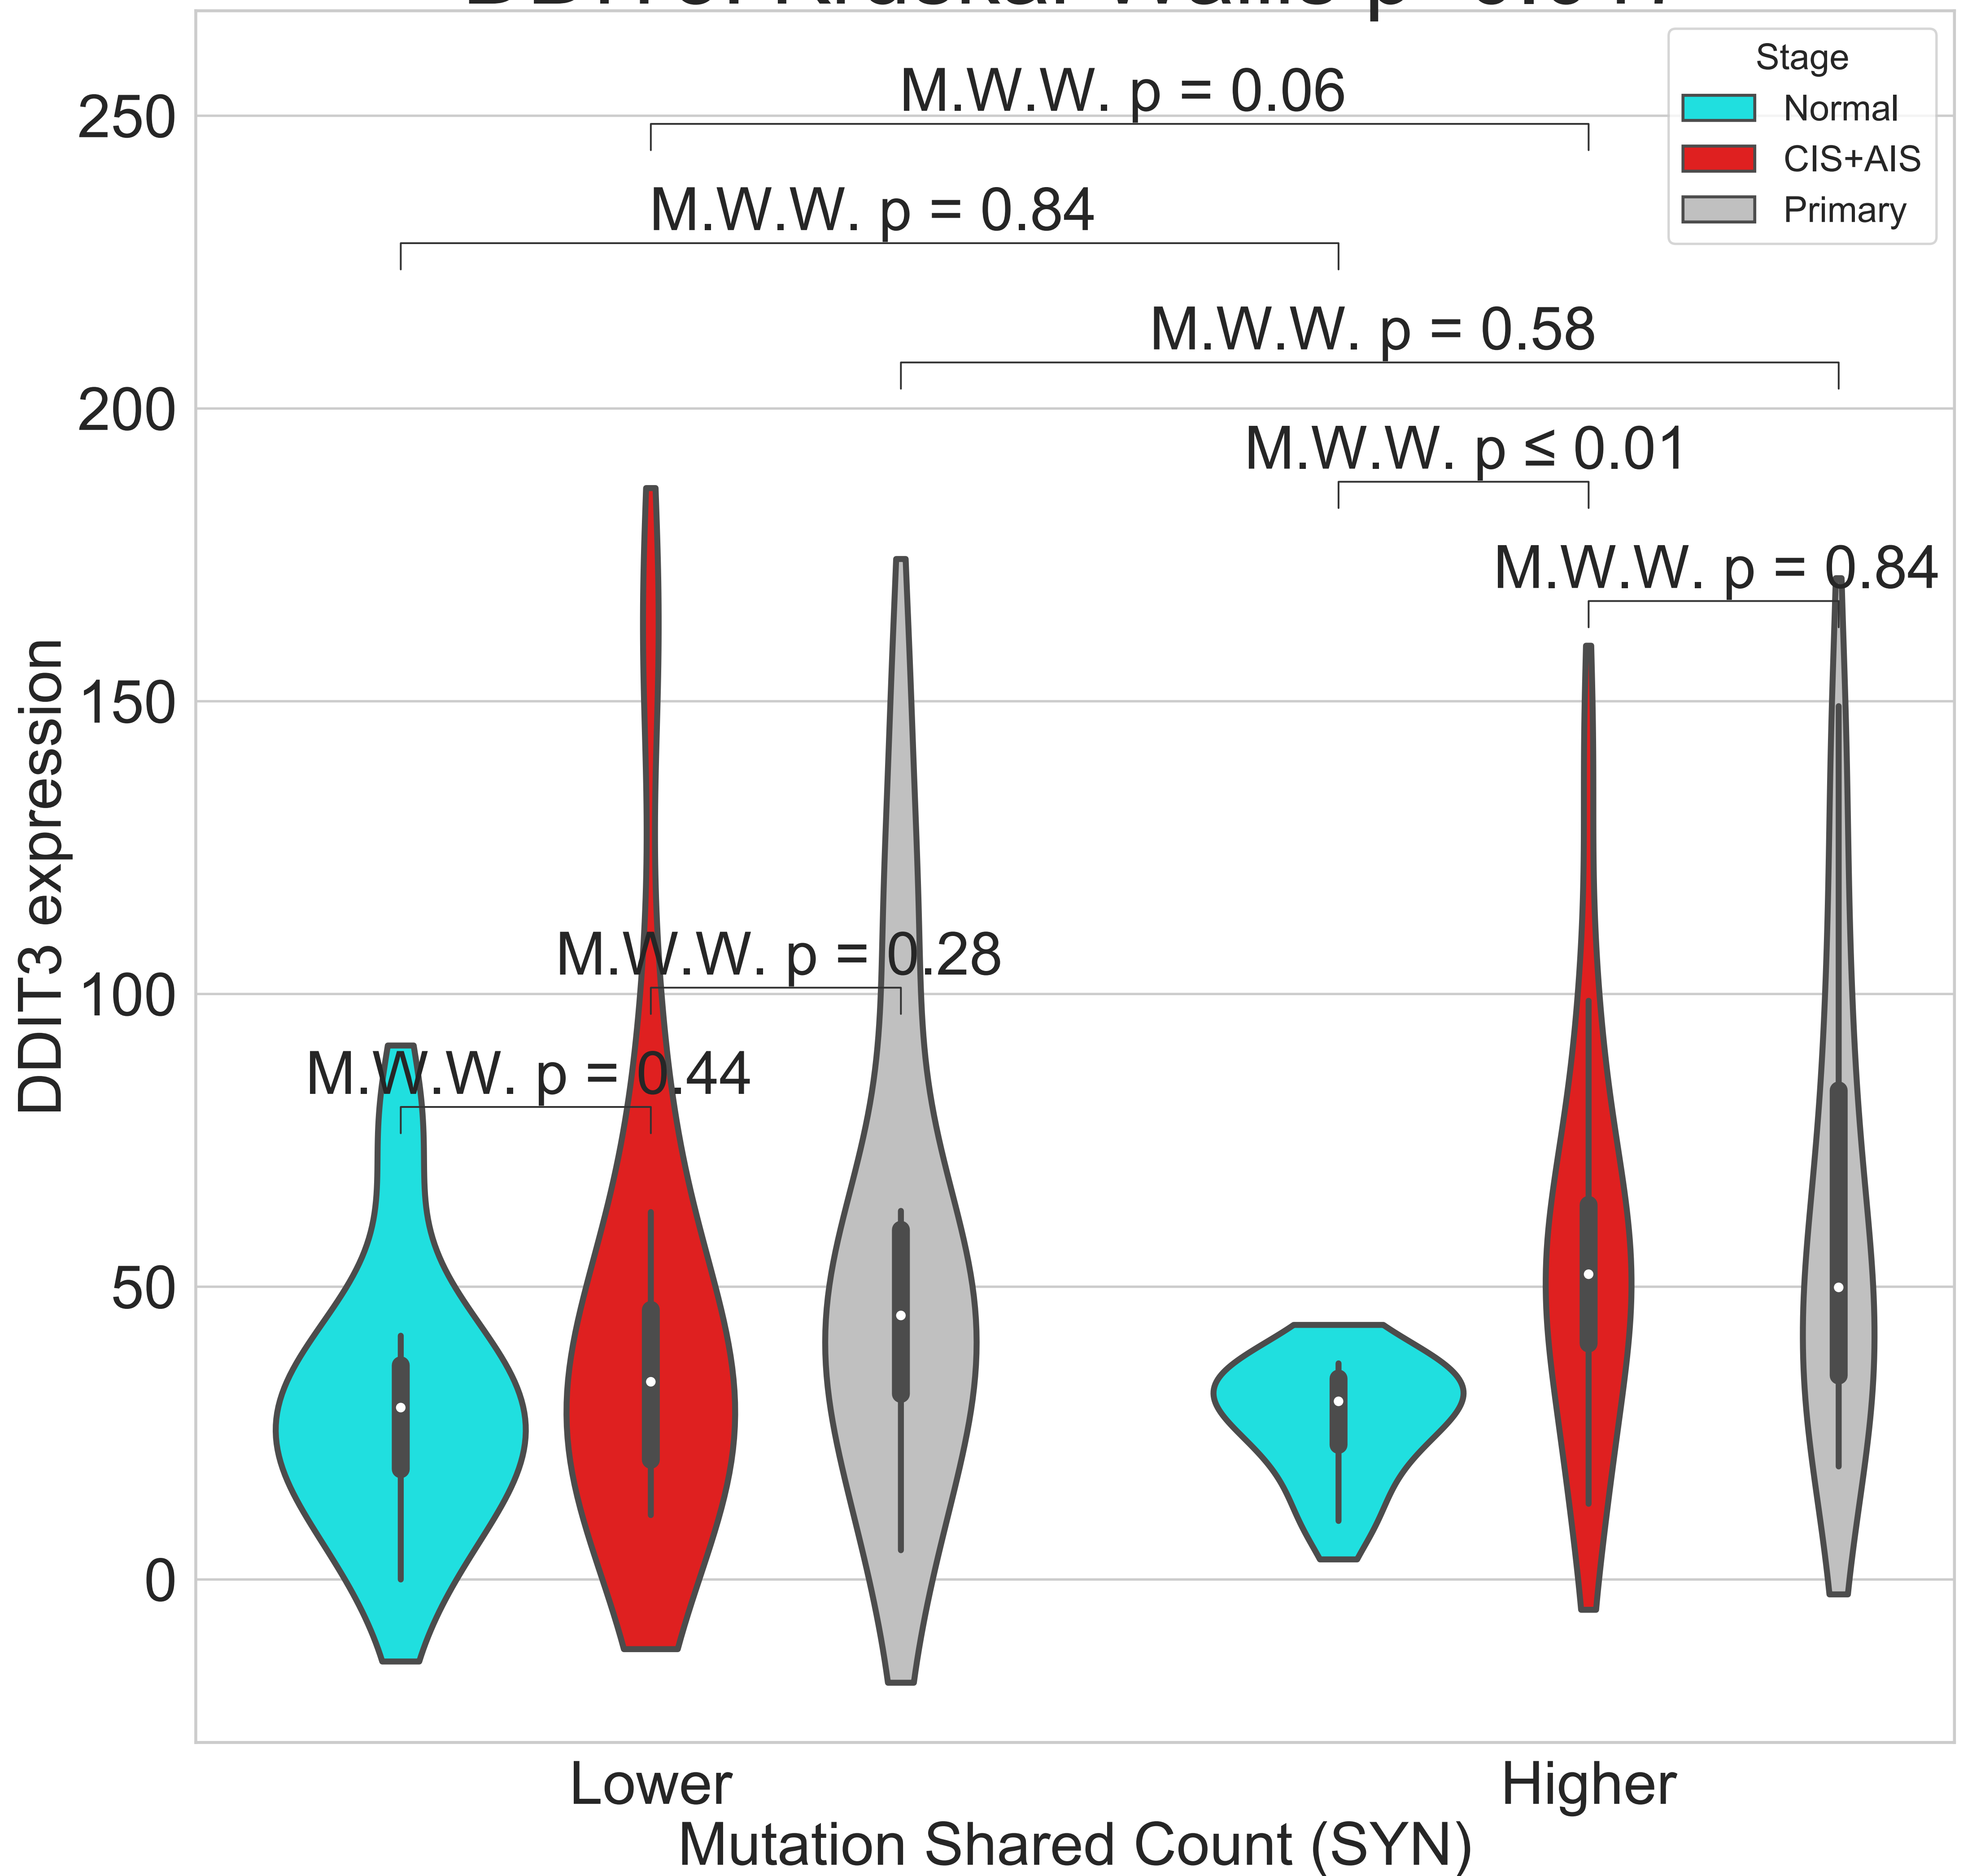 M.W.W. p = 0.06
M.W.W. p = 0.84
M.W.W. p = 0.58
M.W.W. p ≤ 0.01
M.W.W. p = 0.84
M.W.W. p = 0.28
M.W.W. p = 0.44
Stage
Normal
CIS+AIS
Primary
250
200
150
100
50
0
DDIT3 expression
Lower
Higher
Mutation Shared Count (SYN)